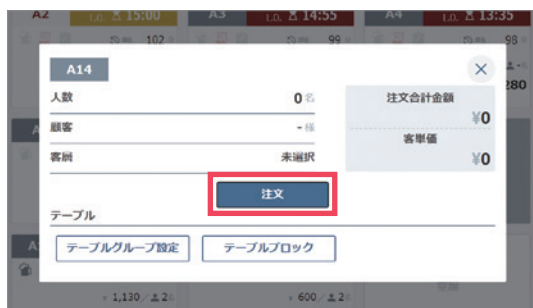 A2 L.O. 15:00 A3 L.O. 14:55 A4 L.O. 13:35
102 99 98
280
A14 ×
人数 0名
顧客 -様
客層 未選択
注文合計金額
¥0
客単価
¥0
注文
テーブル
テーブルグループ設定 テーブルブロック
1,130 / 2 600 / 2
空席